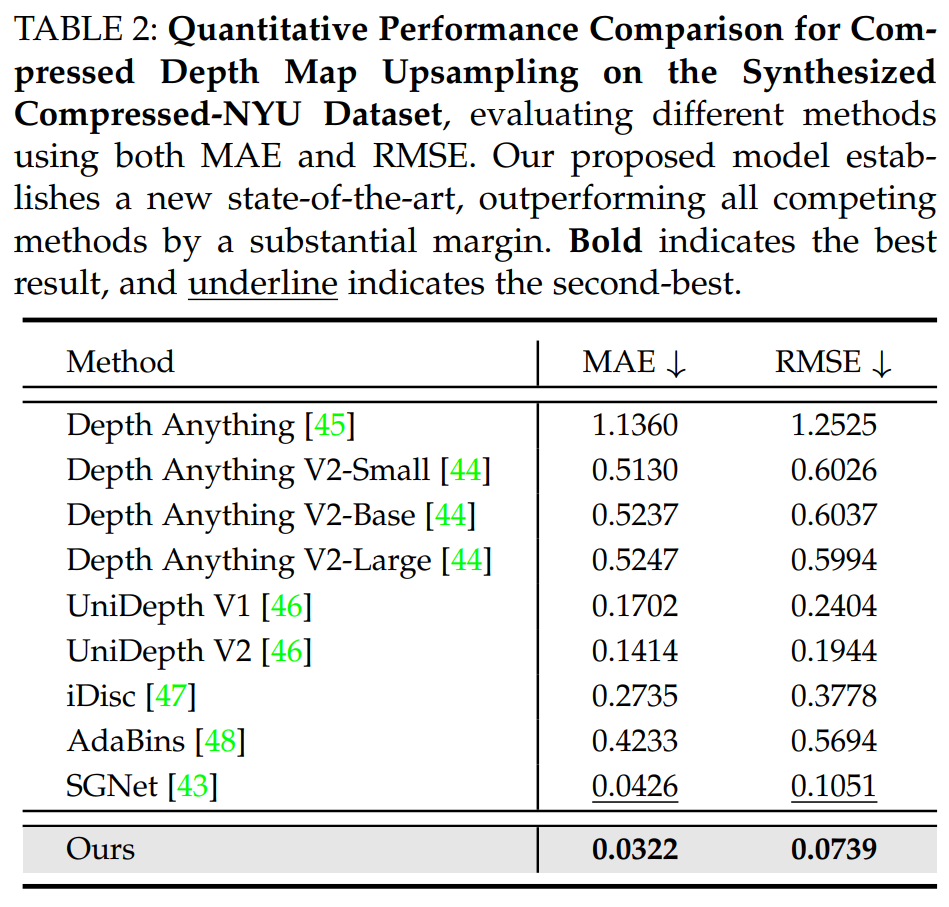 TABLE 2: Quantitative Performance Comparison for Com-
pressed Depth Map Upsampling on the Synthesized
Compressed-NYU Dataset, evaluating different methods
using both MAE and RMSE. Our proposed model estab-
lishes a new state-of-the-art, outperforming all competing
methods by a substantial margin. Bold indicates the best
result, and underline indicates the second-best.
Method MAE ↓ RMSE ↓
Depth Anything [45] 1.1360 1.2525
Depth Anything V2-Small [44] 0.5130 0.6026
Depth Anything V2-Base [44] 0.5237 0.6037
Depth Anything V2-Large [44] 0.5247 0.5994
UniDepth V1 [46] 0.1702 0.2404
UniDepth V2 [46] 0.1414 0.1944
iDisc [47] 0.2735 0.3778
AdaBins [48] 0.4233 0.5694
SGNet [43] 0.0426 0.1051
Ours 0.0322 0.0739